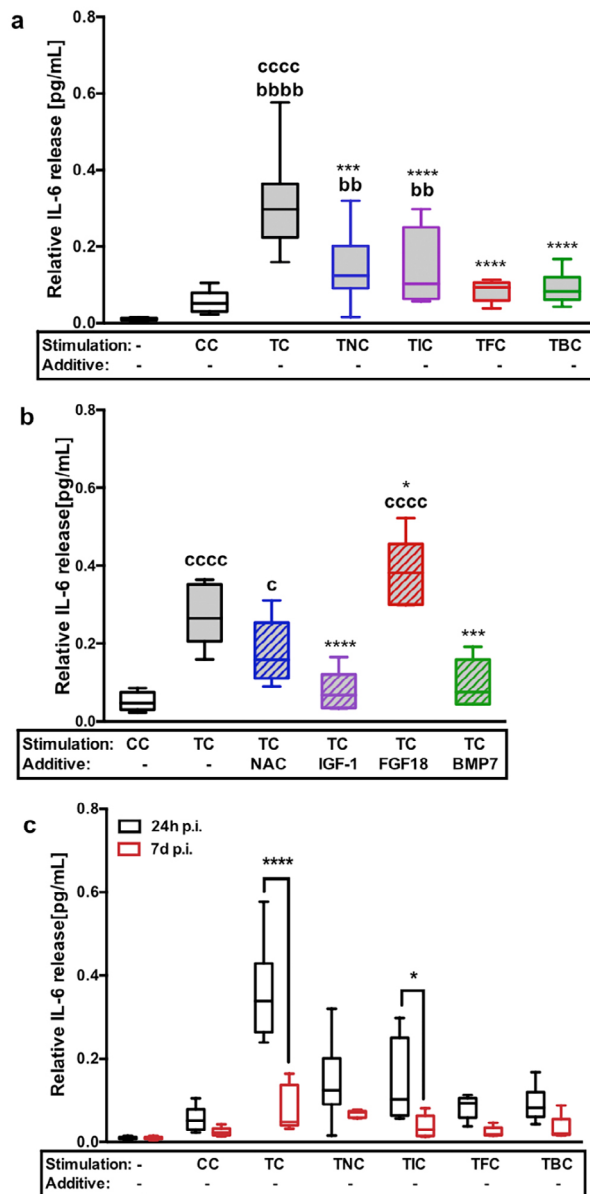 a
Relative IL-6 release [pg/mL]
0.8
0.6
0.4
0.2
0.0
cccc
bbbb
***
bb
****
bb
****
****
Stimulation: - CC TC TNC TIC TFC TBC
Additive: - - - - - - -
b
Relative IL-6 release[pg/mL]
0.8
0.6
0.4
0.2
0.0
cccc
c
****
*
cccc
***
Stimulation: CC TC TC TC TC TC
Additive: - - NAC IGF-1 FGF18 BMP7
c
Relative IL-6 release[pg/mL]
0.8
0.6
0.4
0.2
0.0
24h p.i.
7d p.i.
****
*
Stimulation: - CC TC TNC TIC TFC TBC
Additive: - - - - - - -